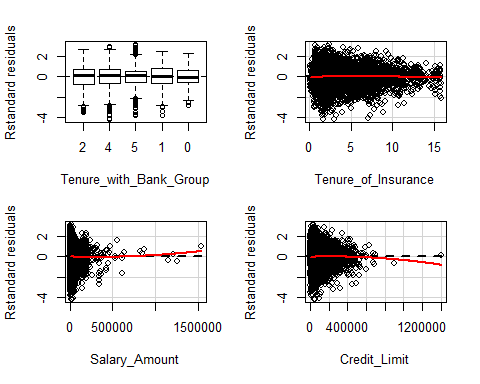 Rstandard residuals
2
0
-4
2 4 5 1 0
Tenure_with_Bank_Group
Rstandard residuals
2
0
-4
0 5 10 15
Tenure_of_Insurance
Rstandard residuals
2
0
-4
0 500000 1500000
Salary_Amount
Rstandard residuals
2
0
-4
0 400000 1200000
Credit_Limit